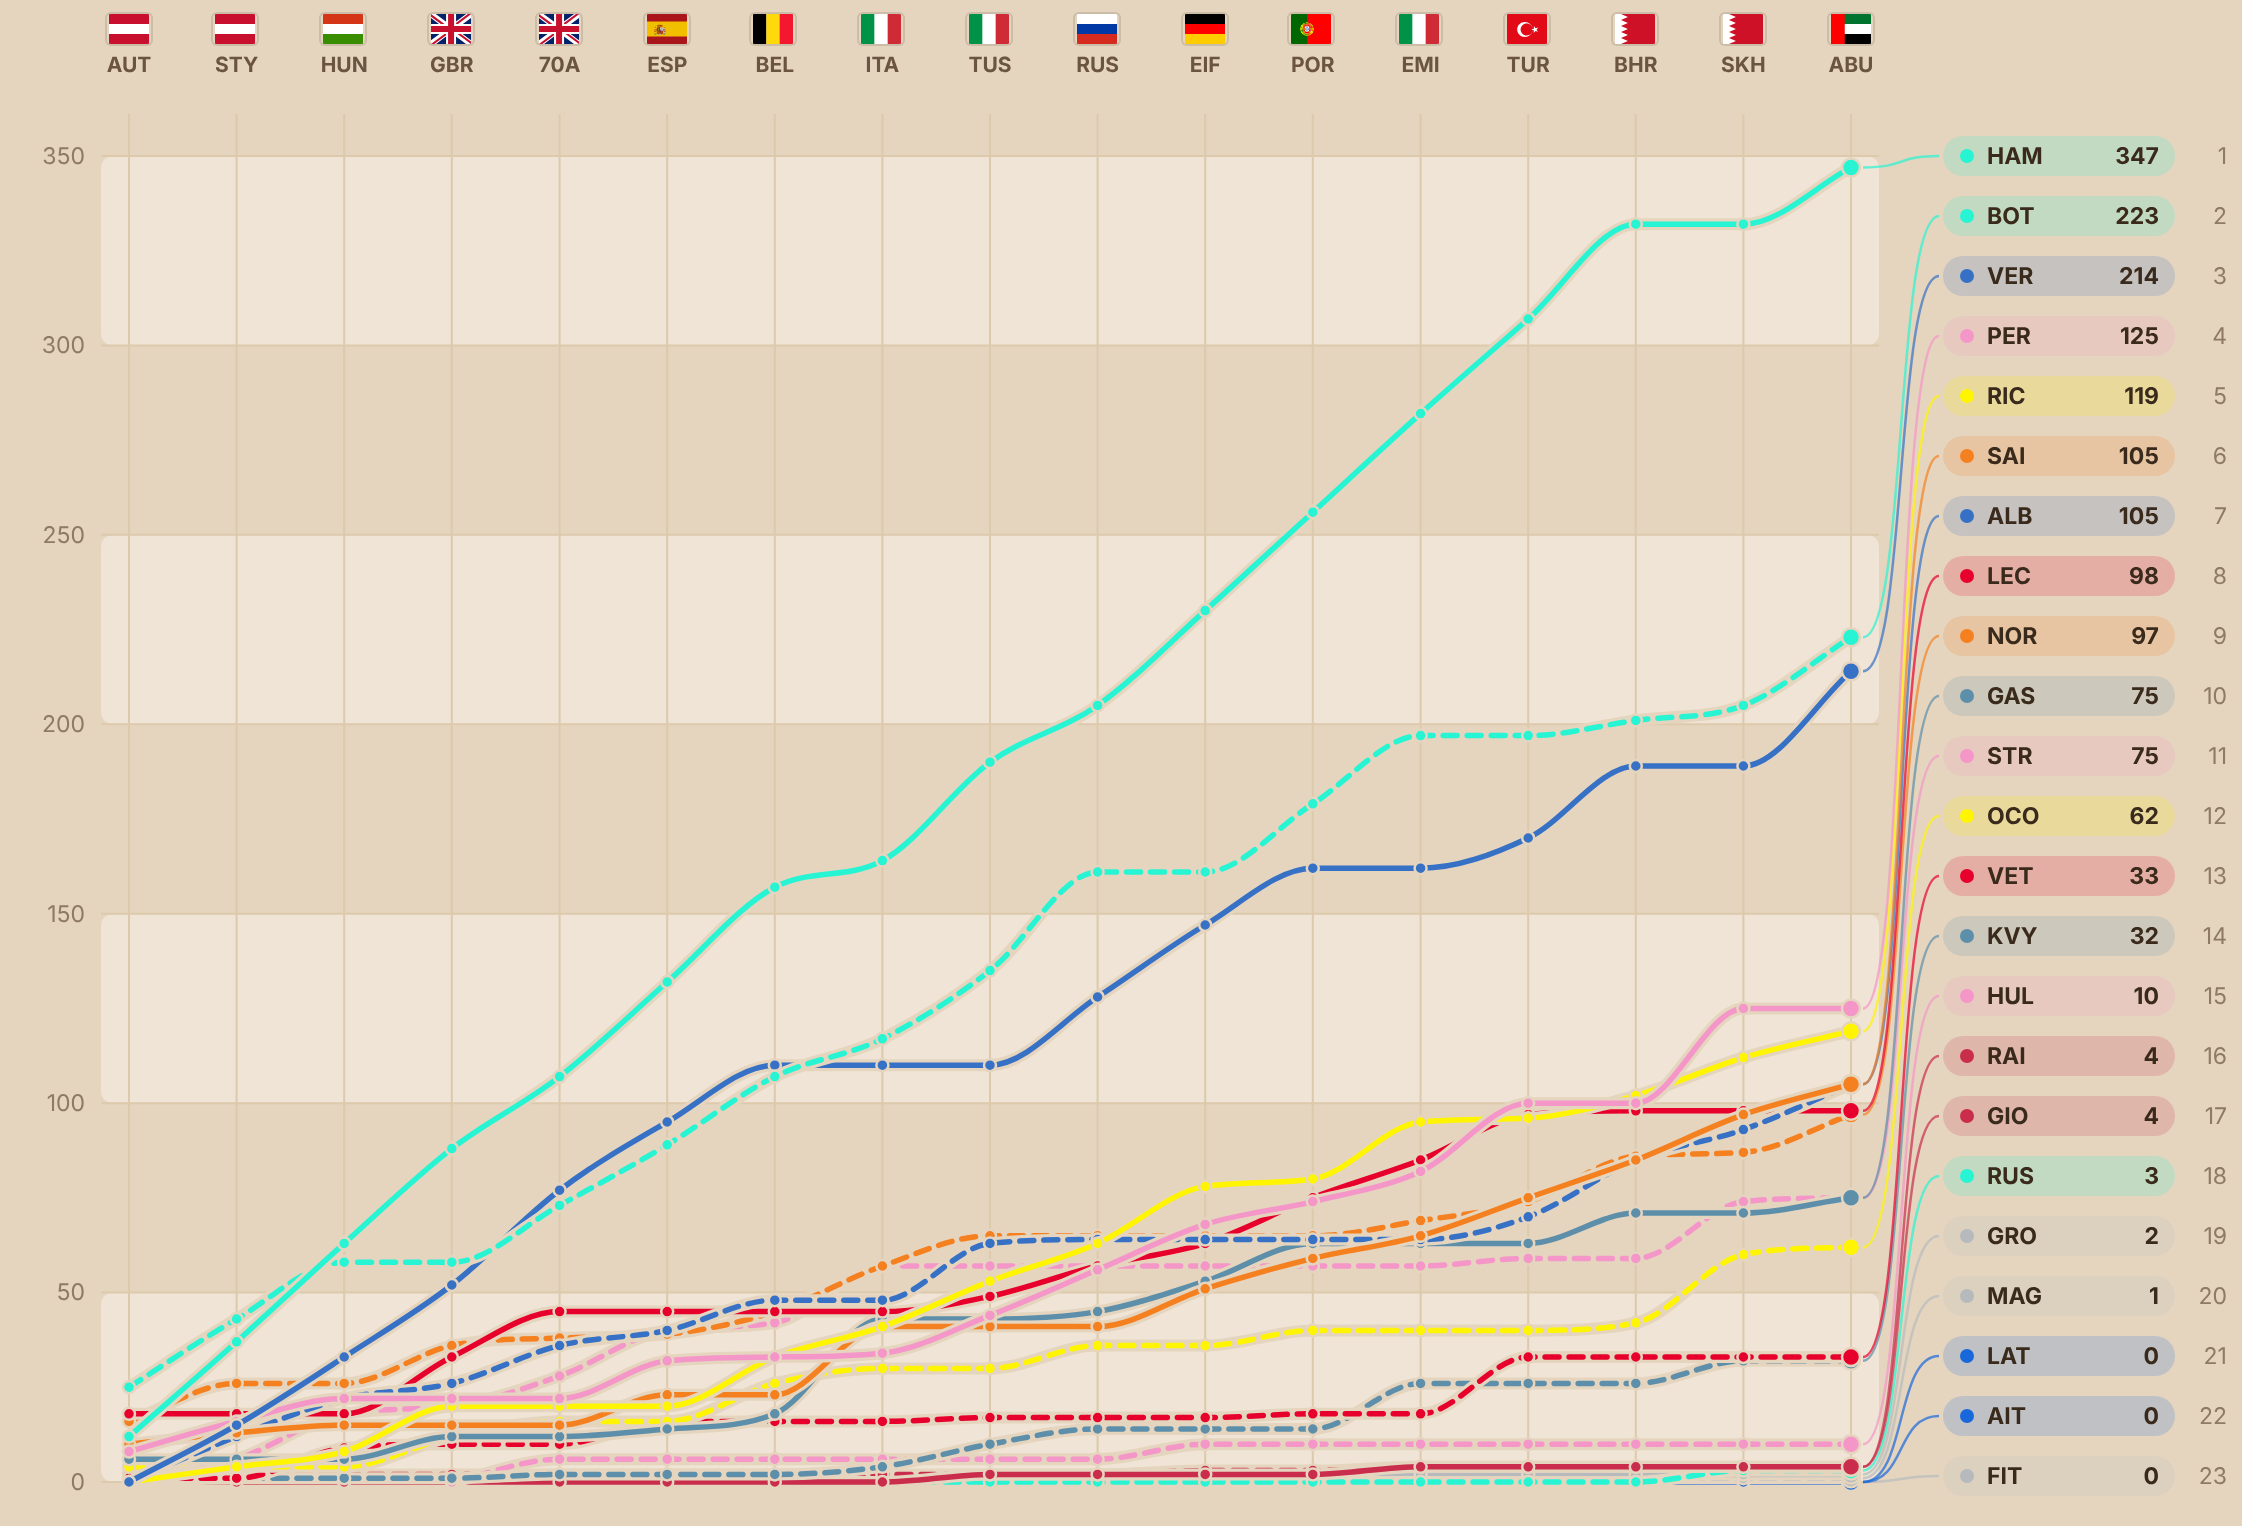 AUT STY HUN GBR 70A ESP BEL ITA TUS RUS EIF POR EMI TUR BHR SKH ABU
350
300
250
200
150
100
50
0
HAM 347 1
BOT 223 2
VER 214 3
PER 125 4
RIC 119 5
SAI 105 6
ALB 105 7
LEC 98 8
NOR 97 9
GAS 75 10
STR 75 11
OCO 62 12
VET 33 13
KVY 32 14
HUL 10 15
RAI 4 16
GIO 4 17
RUS 3 18
GRO 2 19
MAG 1 20
LAT 0 21
AIT 0 22
FIT 0 23